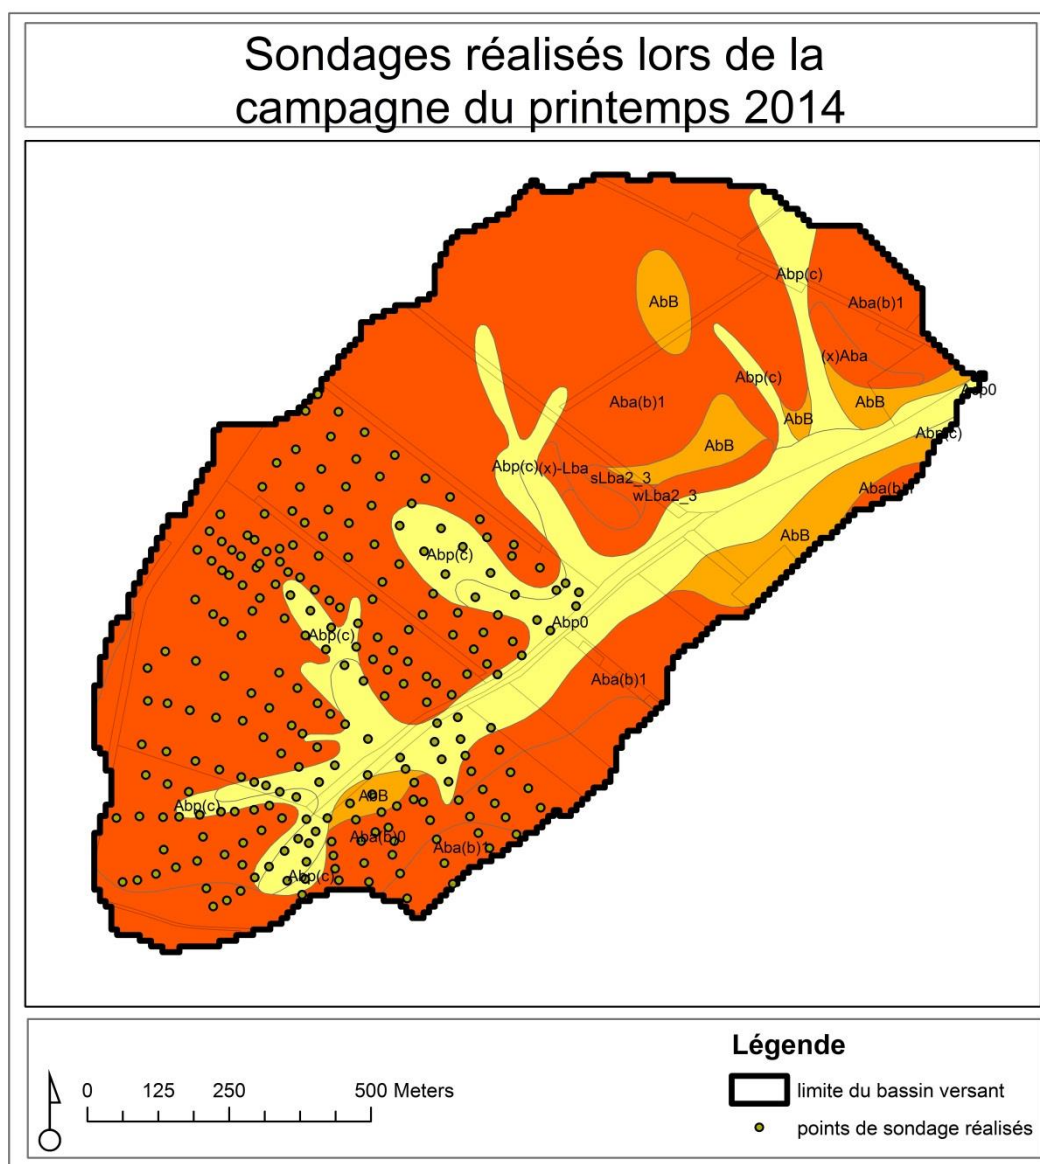 Sondages réalisés lors de la
campagne du printemps 2014
Abp(c)
AbB
Aba(b)1
(x)Aba
Abp(c)
Abp0
Aba(b)1
AbB
AbB
AbB
Abp(c)
Abp(c)
(x)-Lba
sLba2_3
wLba2_3
Aba(b)1
AbB
Abp(c)
Abp0
Abp(c)
Aba(b)1
AbB
Abp(c)
Aba(b)0
Aba(b)1
Abp(c)
Légende
0 125 250 500 Meters
limite du bassin versant
points de sondage réalisés